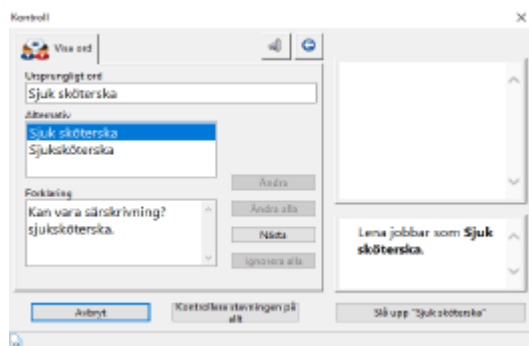 Kontroll
Visa ord
Ursprungligt ord
Sjuk sköterska
Alternativ
Sjuk sköterska
Sjuksköterska
Ändra
Förklaring
Kan vara särskrivning?
sjuksköterska.
Ändra alla
Nästa
Ignorera alla
Lena jobbar som Sjuk
sköterska.
Avbryt
Kontrollera stavningen på
allt
Slå upp "Sjuk sköterska"